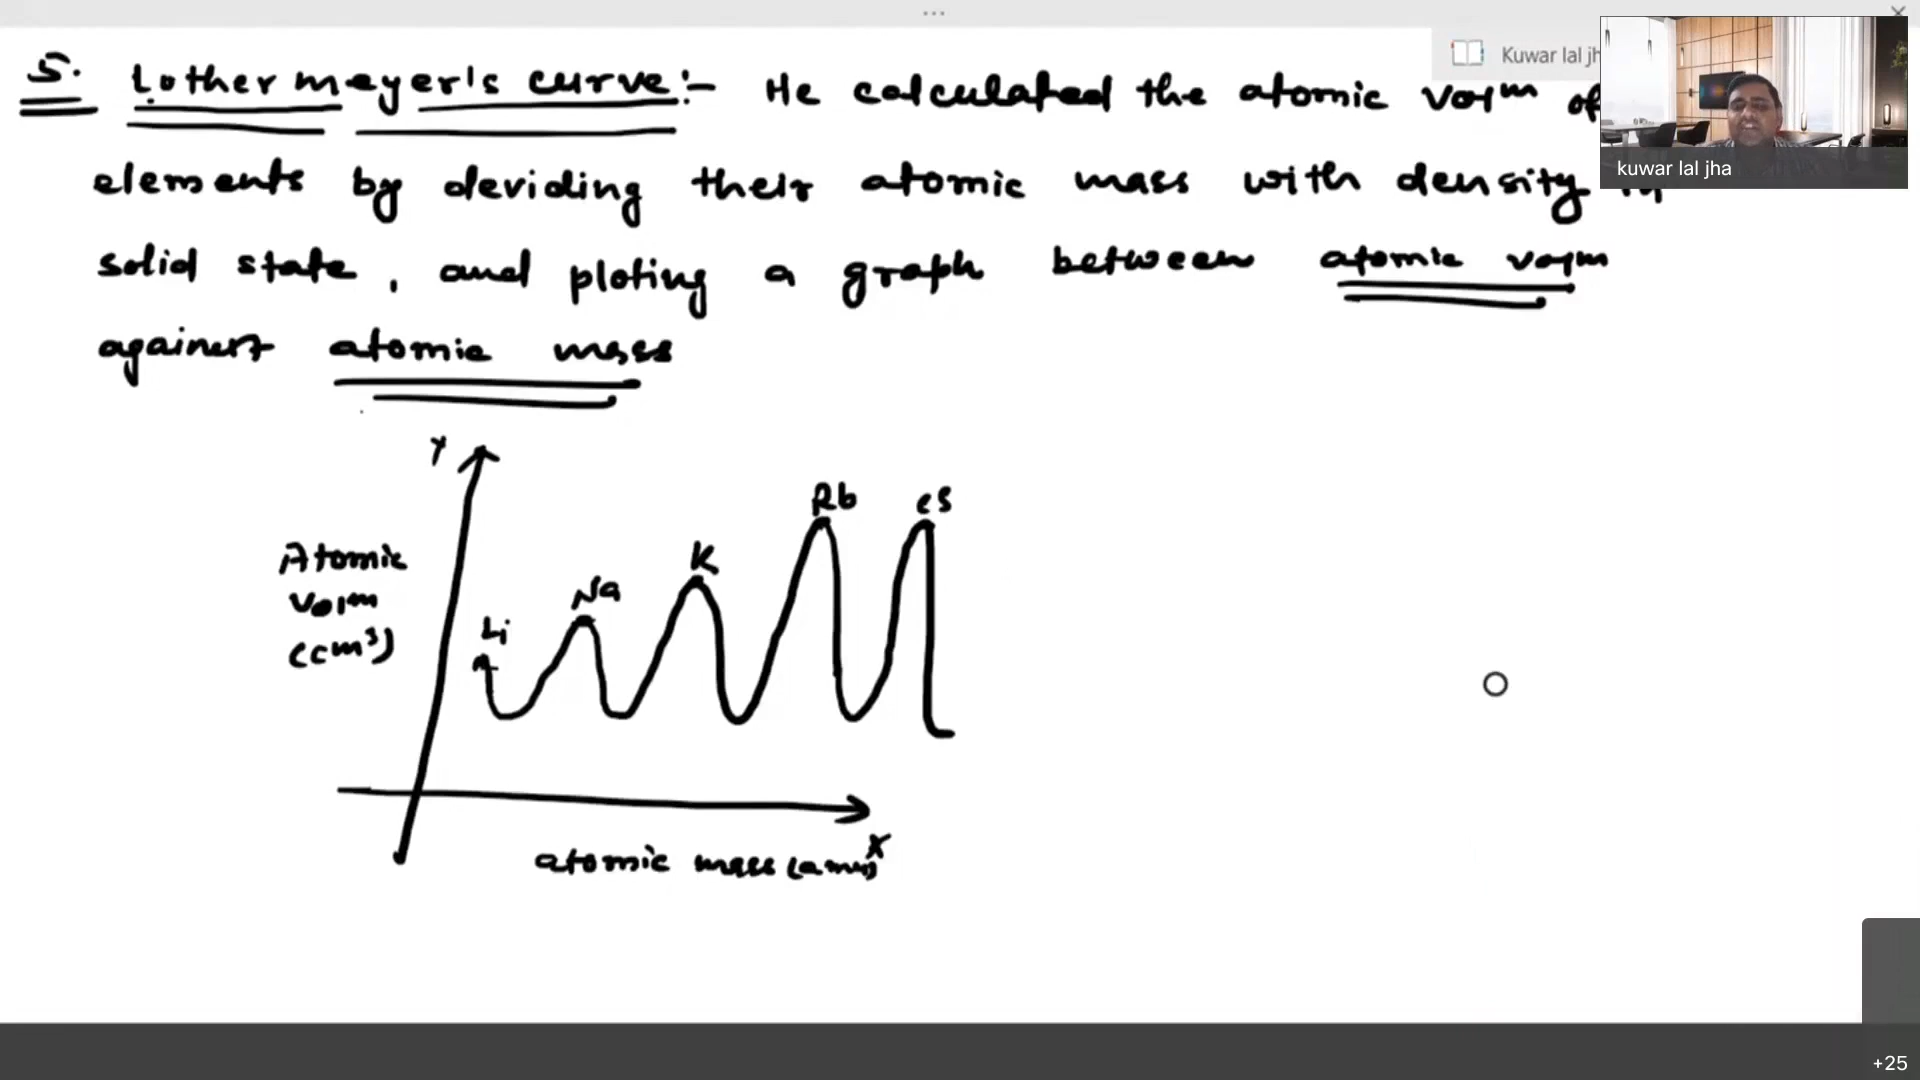 5. Lother meyer's curve:- He calculated the atomic volm of
elements by deviding their atomic mass with density in
solid state, and ploting a graph between atomic volm
against atomic mass
Kuwar lal jh
kuwar lal jha
Y
Atomic
volm
(cm³)
Li
Na
K
Rb
cs
X
atomic mass (amu)
+25